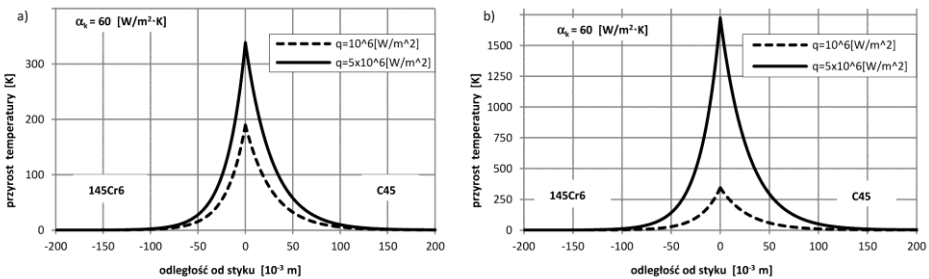 a)
αk = 60 [W/m²·K]
q=10^6[W/m^2]
q=5x10^6[W/m^2]
przyrost temperatury [K]
300
200
100
0
145Cr6
C45
-200 -150 -100 -50 0 50 100 150 200
odległość od styku [10⁻³ m]
b)
αk = 60 [W/m²·K]
q=10^6[W/m^2]
q=5x10^6[W/m^2]
przyrost temperatury [K]
1750
1500
1250
1000
750
500
250
0
145Cr6
C45
-200 -150 -100 -50 0 50 100 150 200
odległość od styku [10⁻³ m]